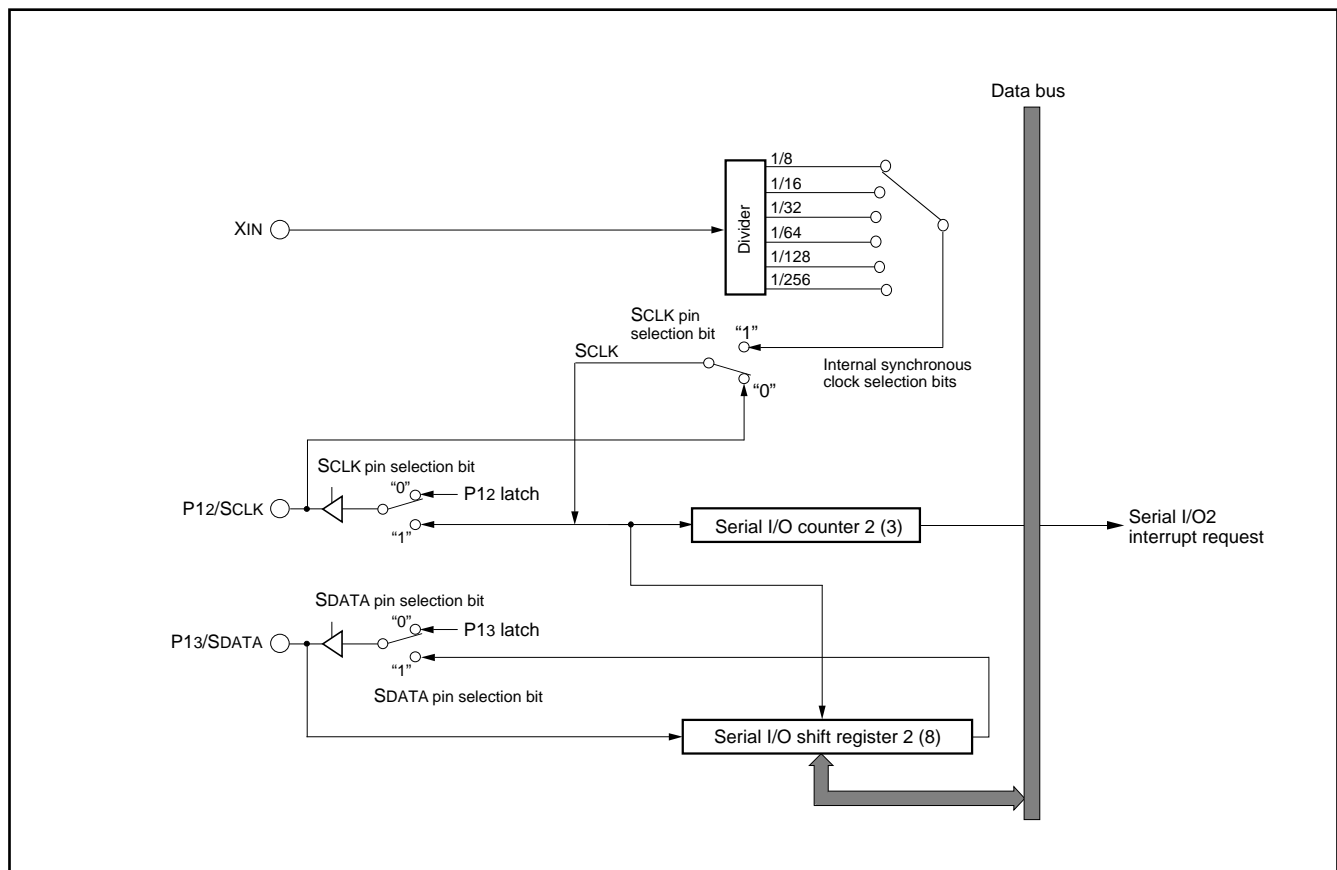 Data bus
1/8
1/16
1/32
1/64
1/128
1/256
Divider
XIN
SCLK pin
selection bit
“1”
SCLK
“0”
Internal synchronous
clock selection bits
SCLK pin selection bit
“0”
P12 latch
P12/SCLK
“1”
Serial I/O counter 2 (3)
Serial I/O2
interrupt request
SDATA pin selection bit
“0”
P13 latch
P13/SDATA
“1”
SDATA pin selection bit
Serial I/O shift register 2 (8)